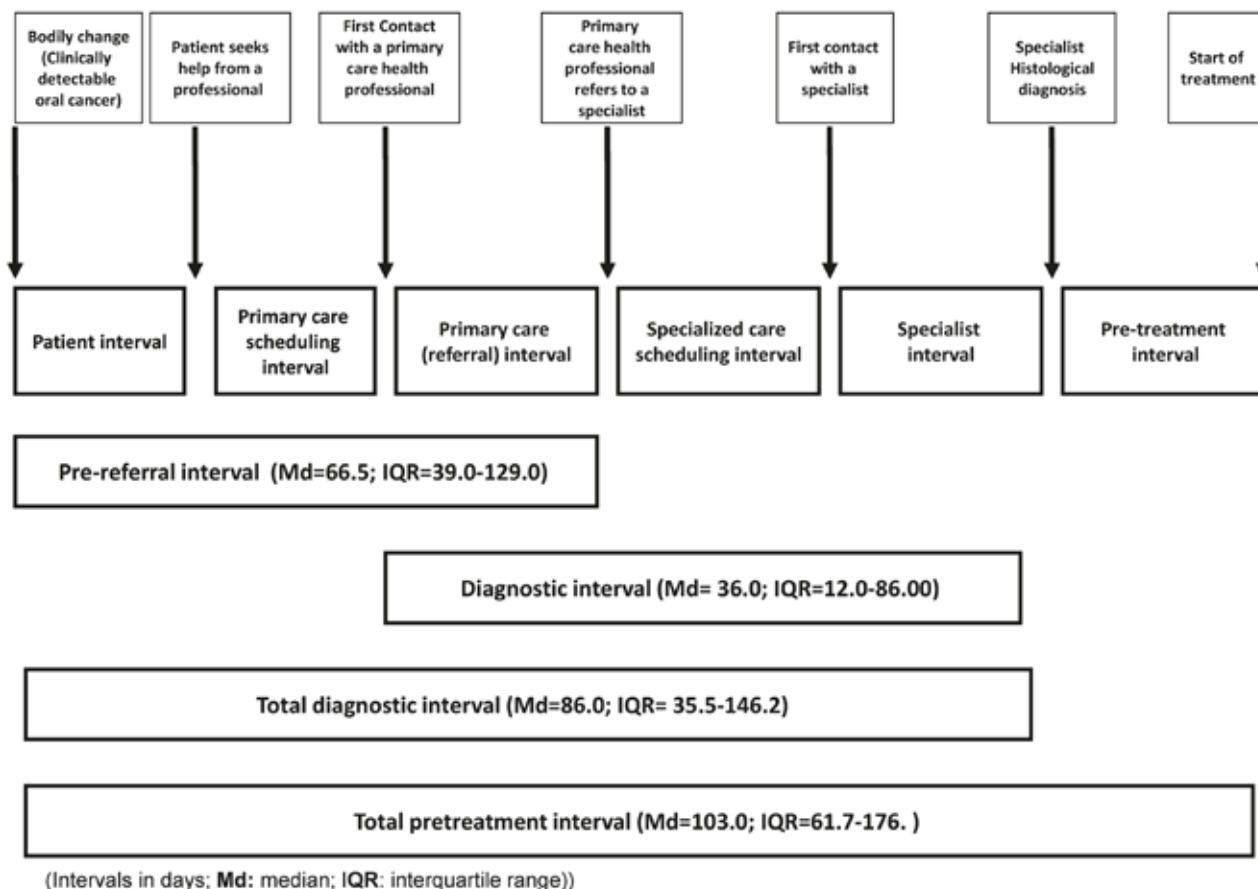 Bodily change
(Clinically
detectable
oral cancer)
Patient seeks
help from a
professional
First Contact
with a primary
care health
professional
Primary
care health
professional
refers to a
specialist
First contact
with a
specialist
Specialist
Histological
diagnosis
Start of
treatment
Patient interval
Primary care
scheduling
interval
Primary care
(referral) interval
Specialized care
scheduling interval
Specialist
interval
Pre-treatment
interval
Pre-referral interval (Md=66.5; IQR=39.0-129.0)
Diagnostic interval (Md= 36.0; IQR=12.0-86.00)
Total diagnostic interval (Md=86.0; IQR= 35.5-146.2)
Total pretreatment interval (Md=103.0; IQR=61.7-176. )
(Intervals in days; Md: median; IQR: interquartile range))